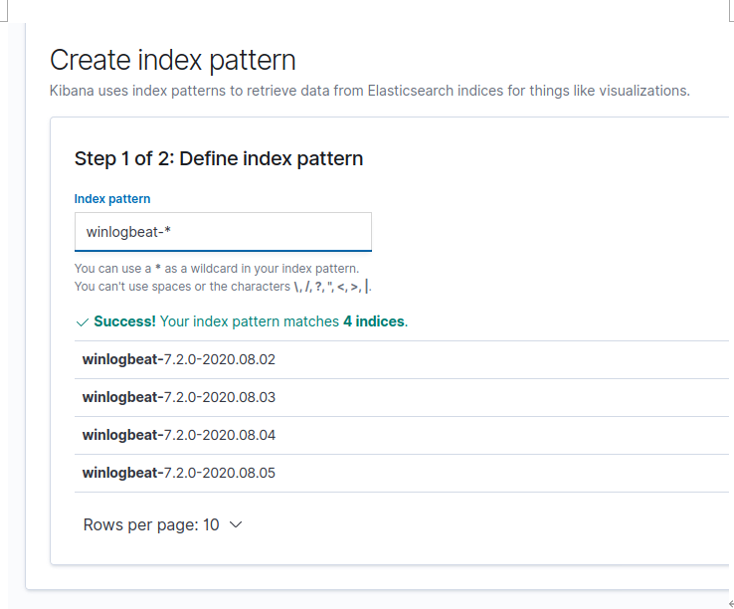 Create index pattern
Kibana uses index patterns to retrieve data from Elasticsearch indices for things like visualizations.
Step 1 of 2: Define index pattern
Index pattern
winlogbeat-*
You can use a * as a wildcard in your index pattern.
You can't use spaces or the characters \, /, ?, ", <, >, |.
Success! Your index pattern matches 4 indices.
winlogbeat-7.2.0-2020.08.02
winlogbeat-7.2.0-2020.08.03
winlogbeat-7.2.0-2020.08.04
winlogbeat-7.2.0-2020.08.05
Rows per page: 10